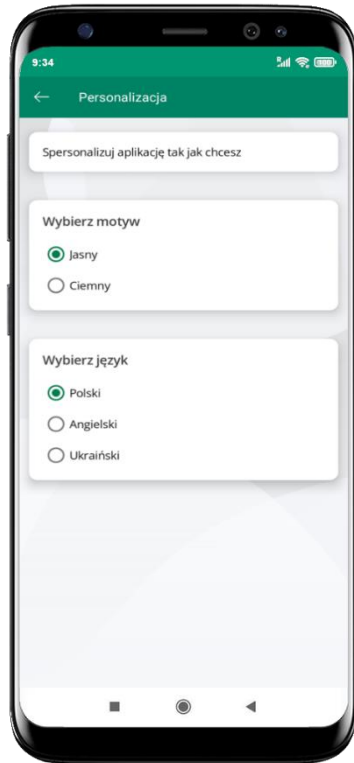 9:34
Personalizacja
Spersonalizuj aplikację tak jak chcesz
Wybierz motyw
Jasny
Ciemny
Wybierz język
Polski
Angielski
Ukraiński